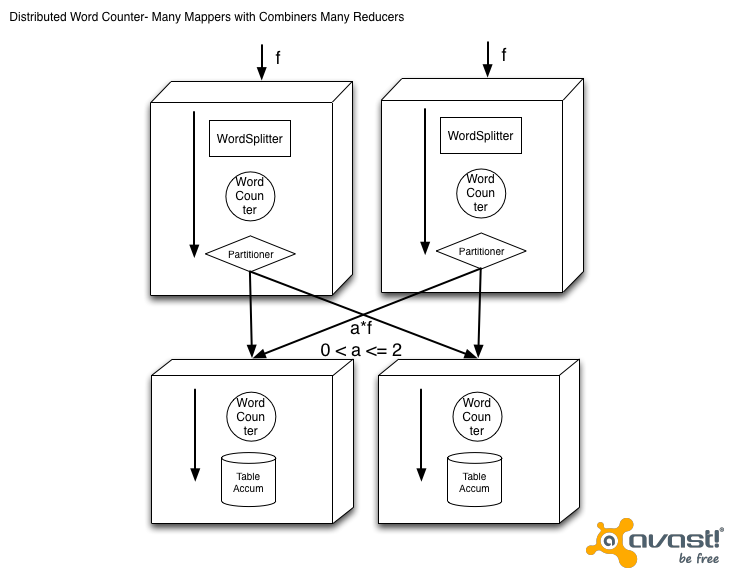 Distributed Word Counter- Many Mappers with Combiners Many Reducers
f
f
WordSplitter
Word
Coun
ter
Partitioner
WordSplitter
Word
Coun
ter
Partitioner
a*f
0 < a <= 2
Word
Coun
ter
Table
Accum
Word
Coun
ter
Table
Accum
a avast!®
be free